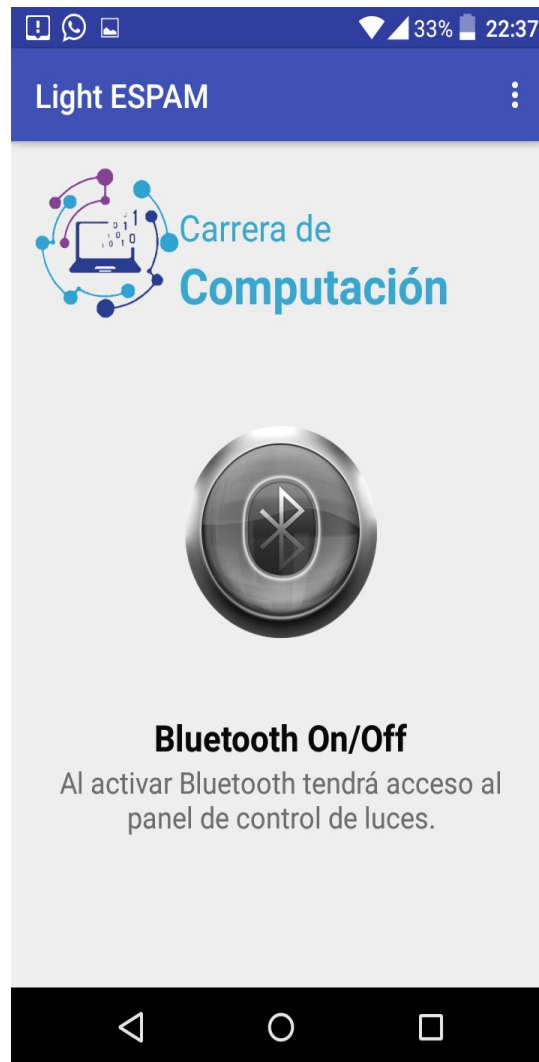 33% 22:37
Light ESPAM
Carrera de
Computación
Bluetooth On/Off
Al activar Bluetooth tendrá acceso al
panel de control de luces.